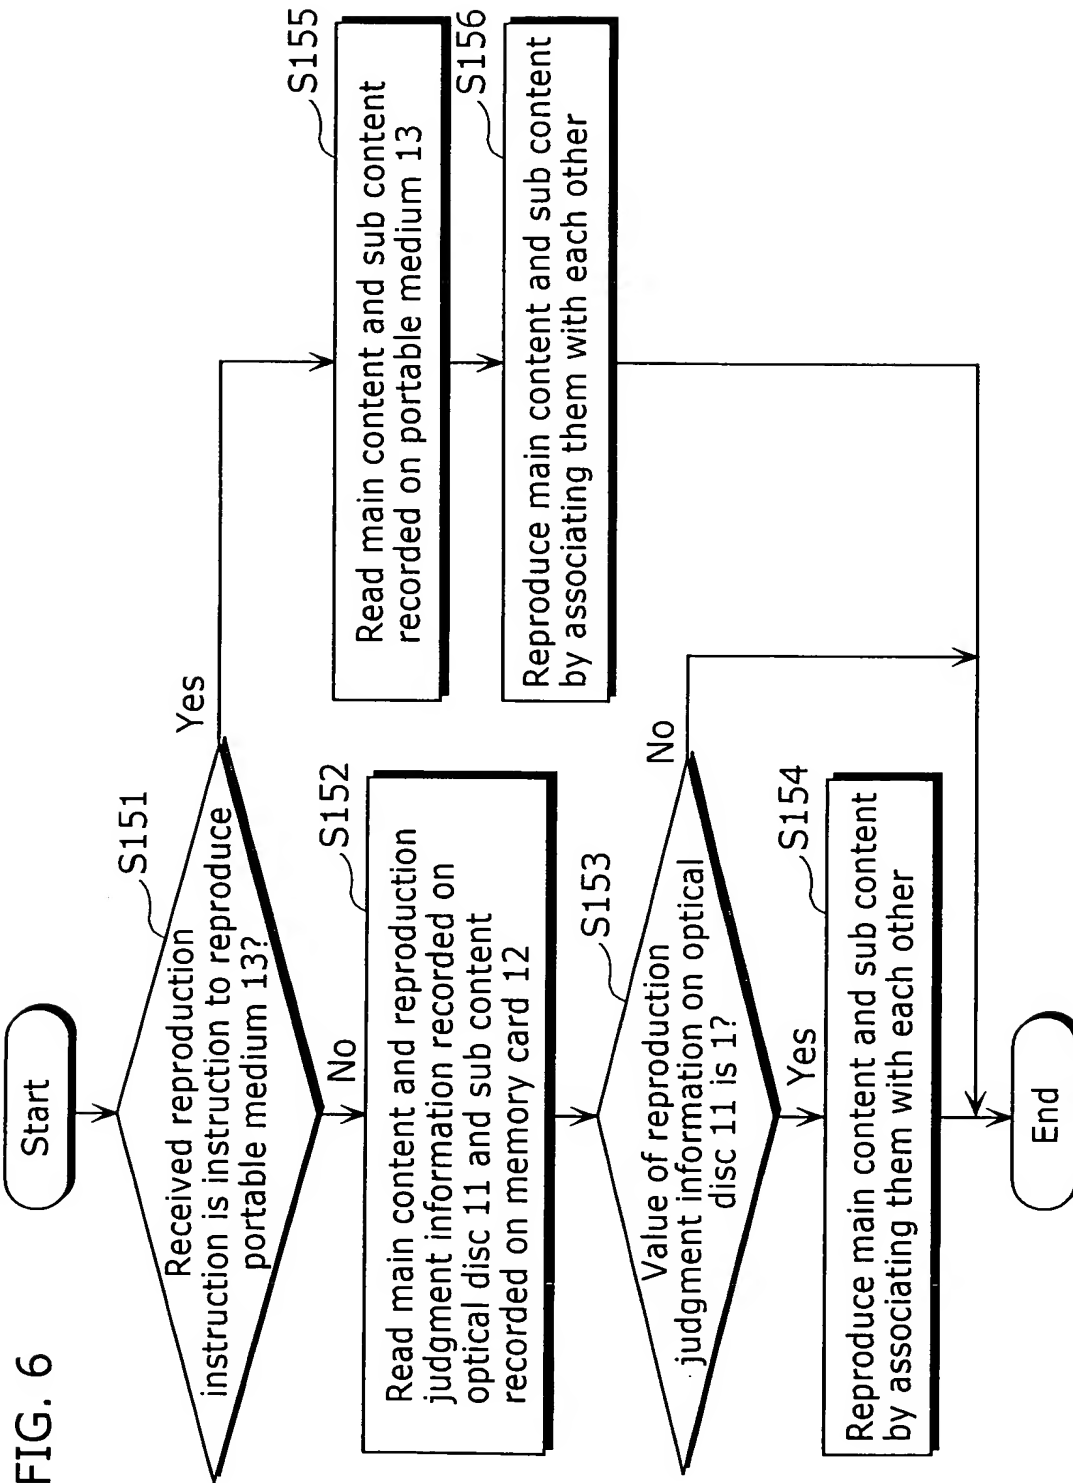 FIG. 6
Start
S151
Received reproduction
instruction is instruction to reproduce
portable medium 13?
Yes
No
S152
Read main content and reproduction
judgment information recorded on
optical disc 11 and sub content
recorded on memory card 12
S153
Value of reproduction
judgment information on optical
disc 11 is 1?
No
Yes
S154
Reproduce main content and sub content
by associating them with each other
S155
Read main content and sub content
recorded on portable medium 13
S156
Reproduce main content and sub content
by associating them with each other
End